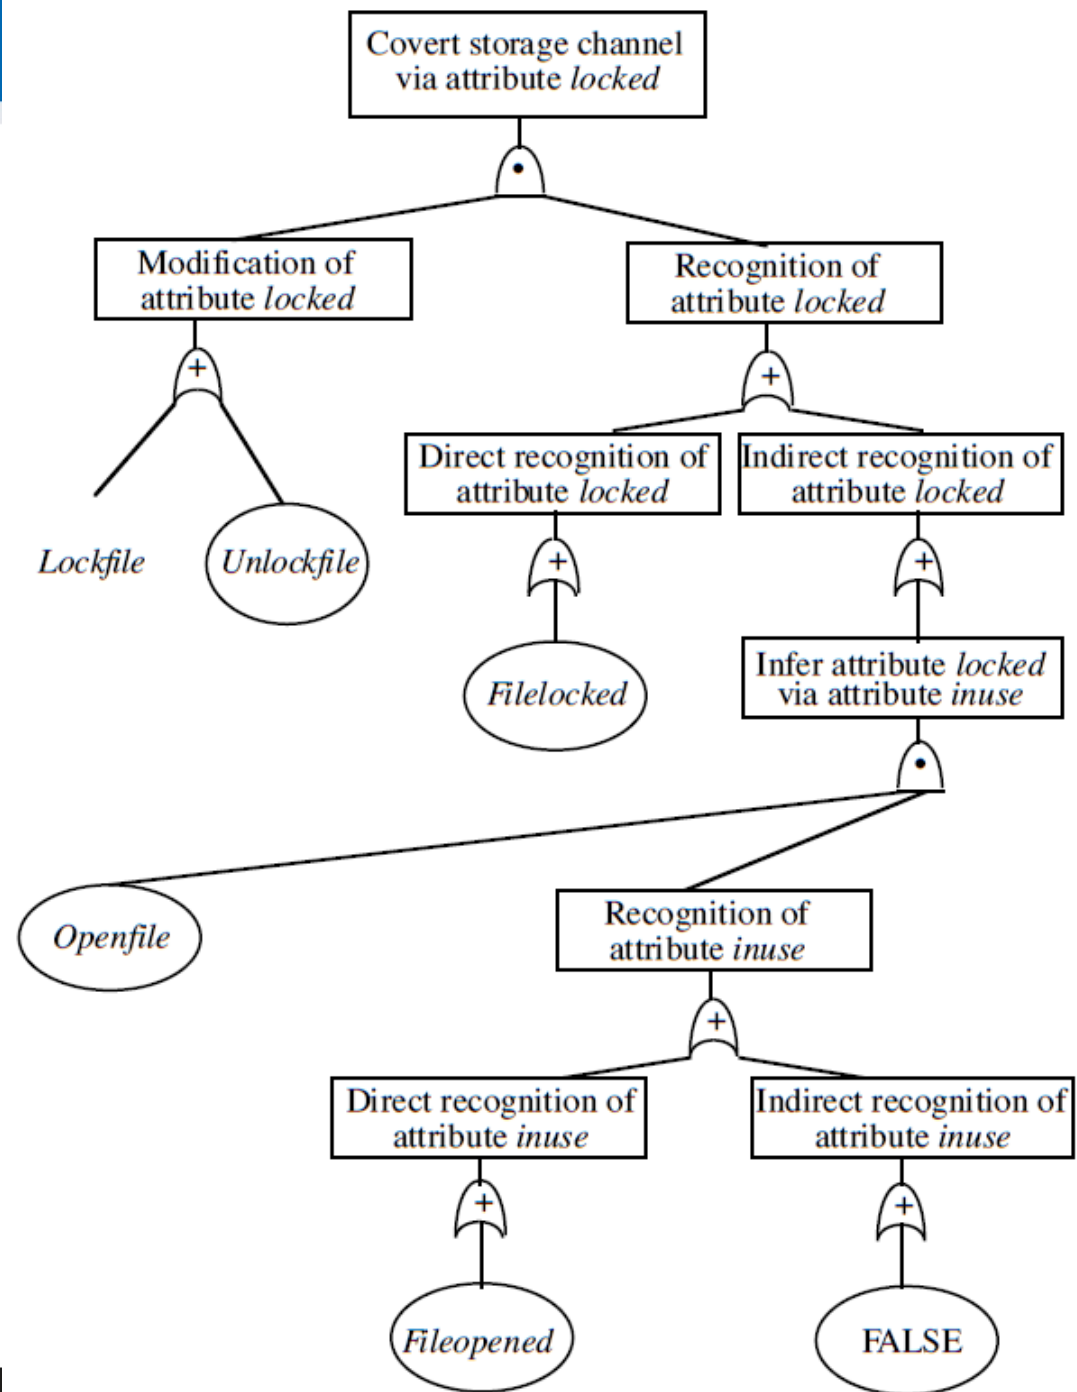 Covert storage channel
via attribute locked
•
Modification of
attribute locked
Recognition of
attribute locked
+
+
Direct recognition of
attribute locked
Indirect recognition of
attribute locked
Lockfile
Unlockfile
+
+
Filelocked
Infer attribute locked
via attribute inuse
•
Openfile
Recognition of
attribute inuse
+
Direct recognition of
attribute inuse
Indirect recognition of
attribute inuse
+
+
Fileopened
FALSE